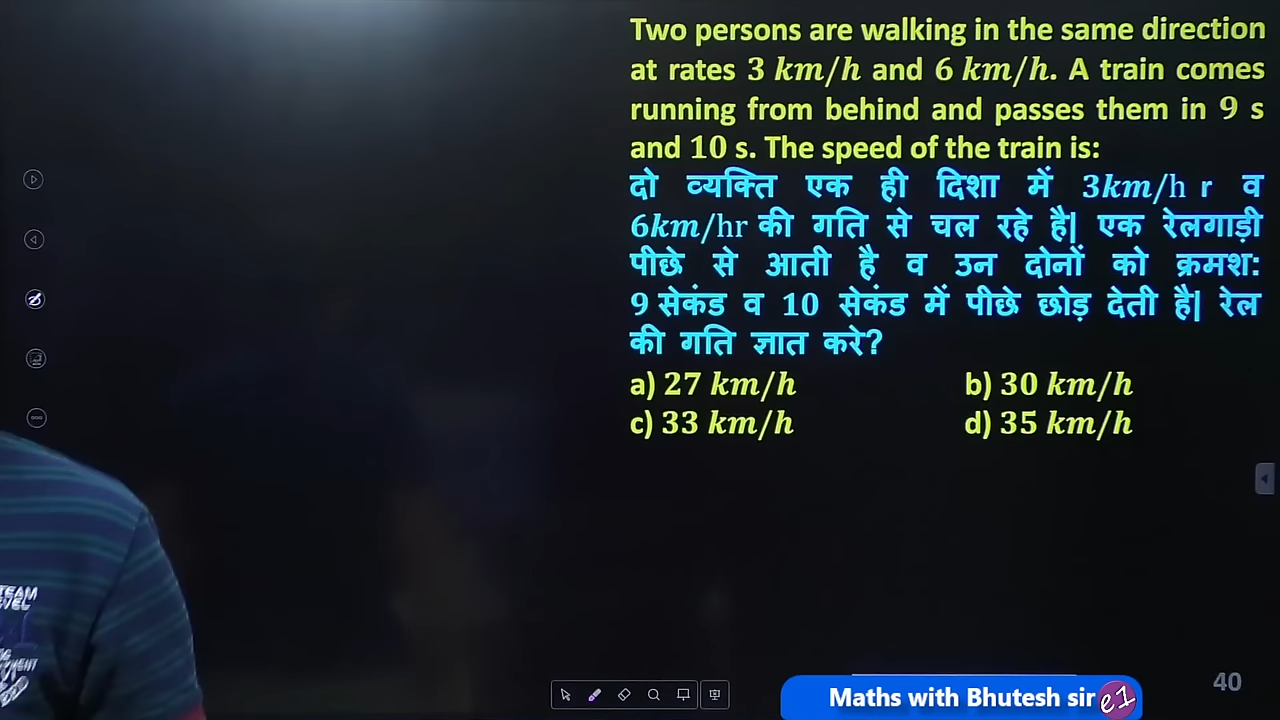 Two persons are walking in the same direction
at rates 3 km/h and 6 km/h. A train comes
running from behind and passes them in 9 s
and 10 s. The speed of the train is:
दो व्यक्ति एक ही दिशा में 3km/h r व
6km/hr की गति से चल रहे है| एक रेलगाड़ी
पीछे से आती है व उन दोनों को क्रमश:
9 सेकंड व 10 सेकंड में पीछे छोड़ देती है| रेल
की गति ज्ञात करे?
a) 27 km/h b) 30 km/h
c) 33 km/h d) 35 km/h
TEAM
Maths with Bhutesh sir e1
40